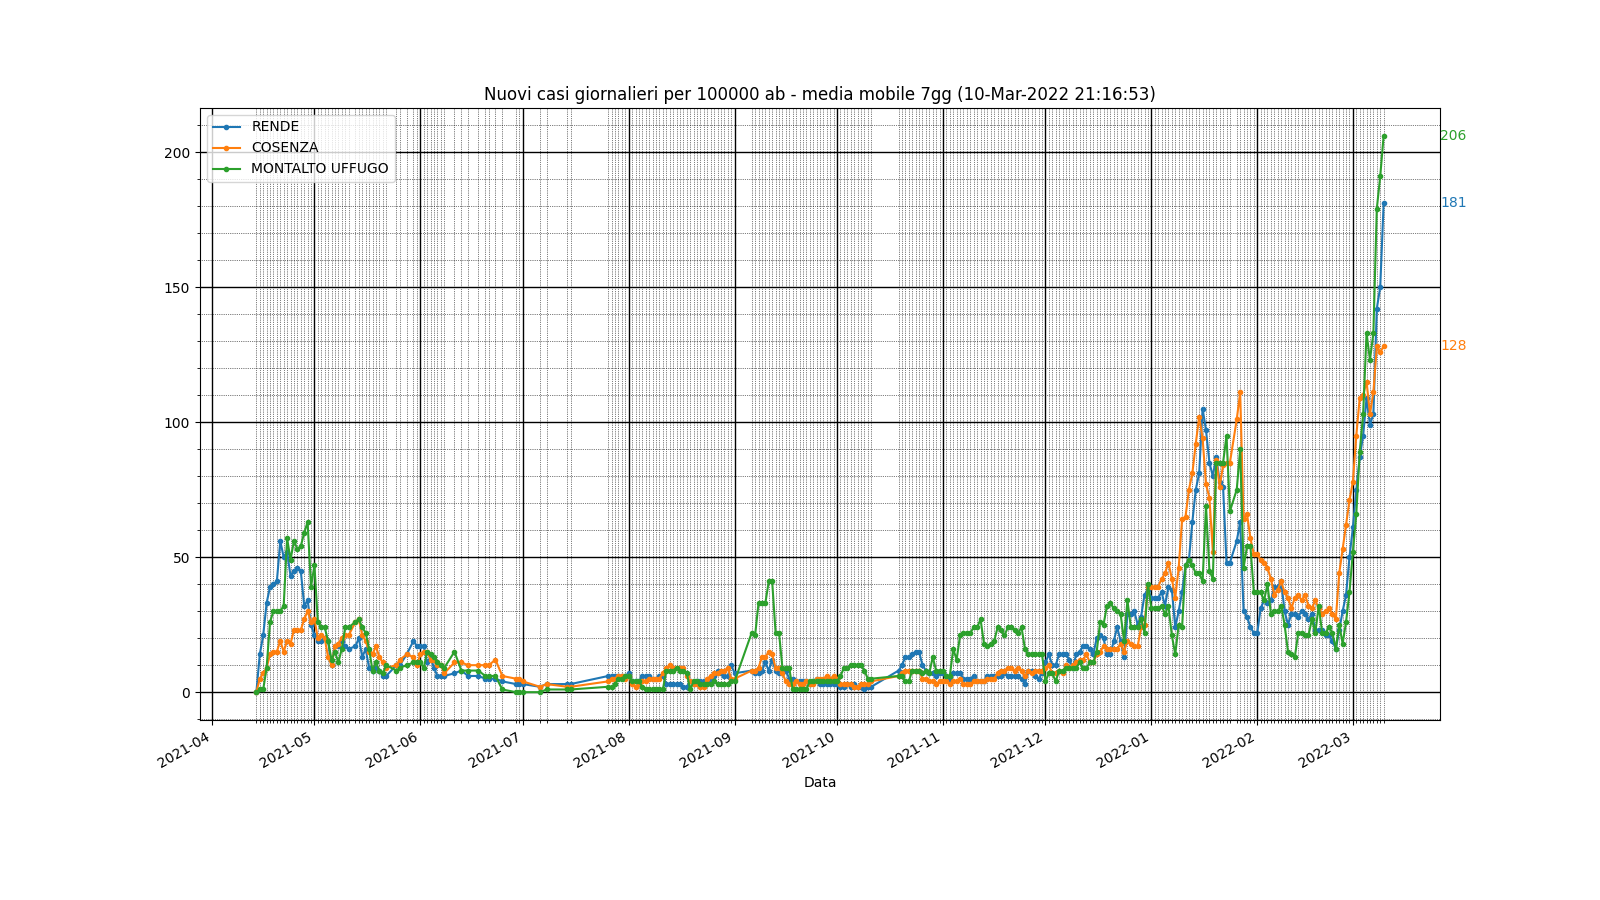 Nuovi casi giornalieri per 100000 ab - media mobile 7gg (10-Mar-2022 21:16:53)
RENDE
COSENZA
MONTALTO UFFUGO
206
181
128
200
150
100
50
0
2021-04 2021-05 2021-06 2021-07 2021-08 2021-09 2021-10 2021-11 2021-12 2022-01 2022-02 2022-03
Data